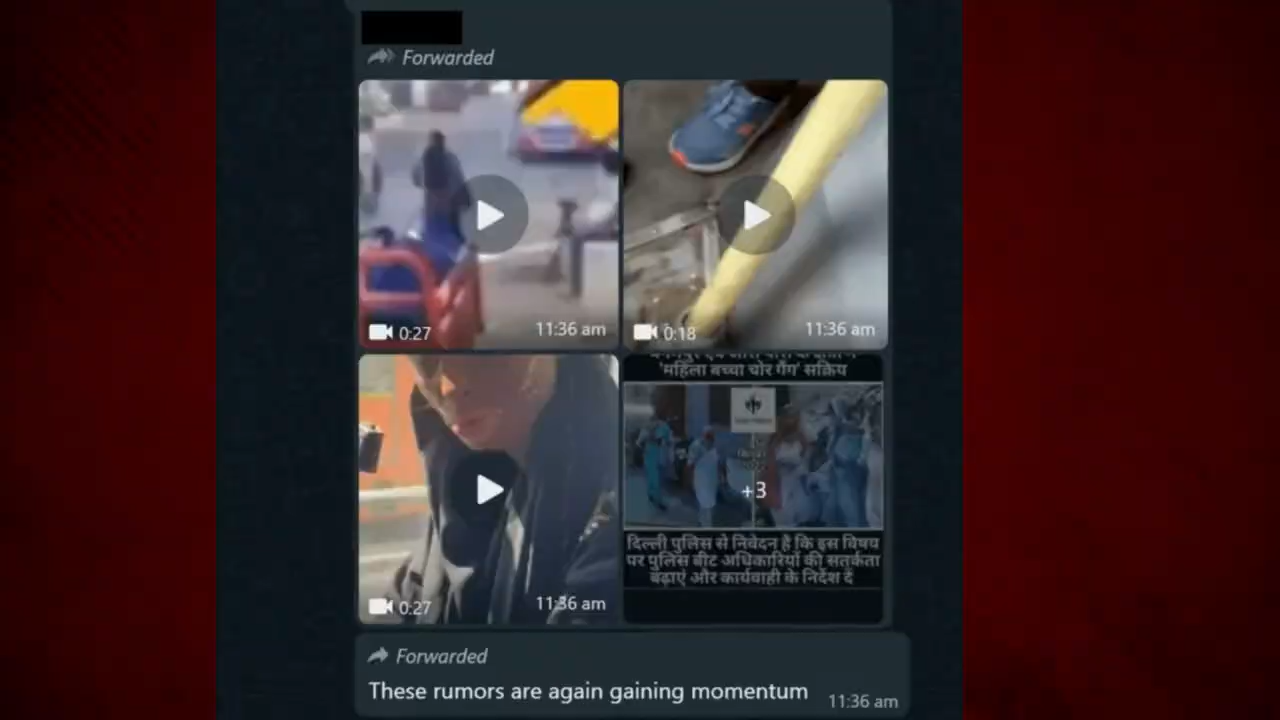 Forwarded
0:27
11:36 am
0:18
11:36 am
0:27
11:36 am
'महिला बच्चा चोर गैंग' सक्रिय
+3
दिल्ली पुलिस से निवेदन है कि इस विषय
पर पुलिस बीट अधिकारियों की सतर्कता
बढ़ाएं और कार्यवाही के निर्देश दें
Forwarded
These rumors are again gaining momentum
11:36 am